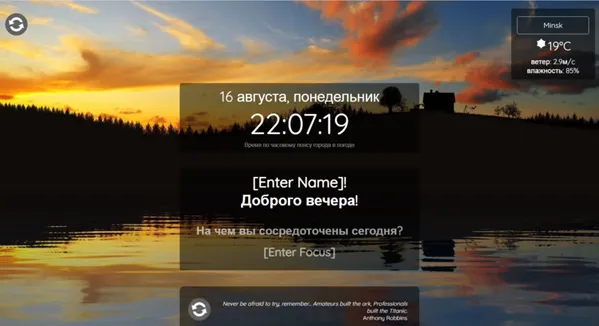 Minsk
19°C
ветер: 2.9м/с
влажность: 85%
16 августа, понедельник
22:07:19
Время по часовому поясу города в погоде
[Enter Name]!
Доброго вечера!
На чем вы сосредоточены сегодня?
[Enter Focus]
Never be afraid to try, remember... Amateurs built the ark, Professionals
built the Titanic.
Anthony Robbins